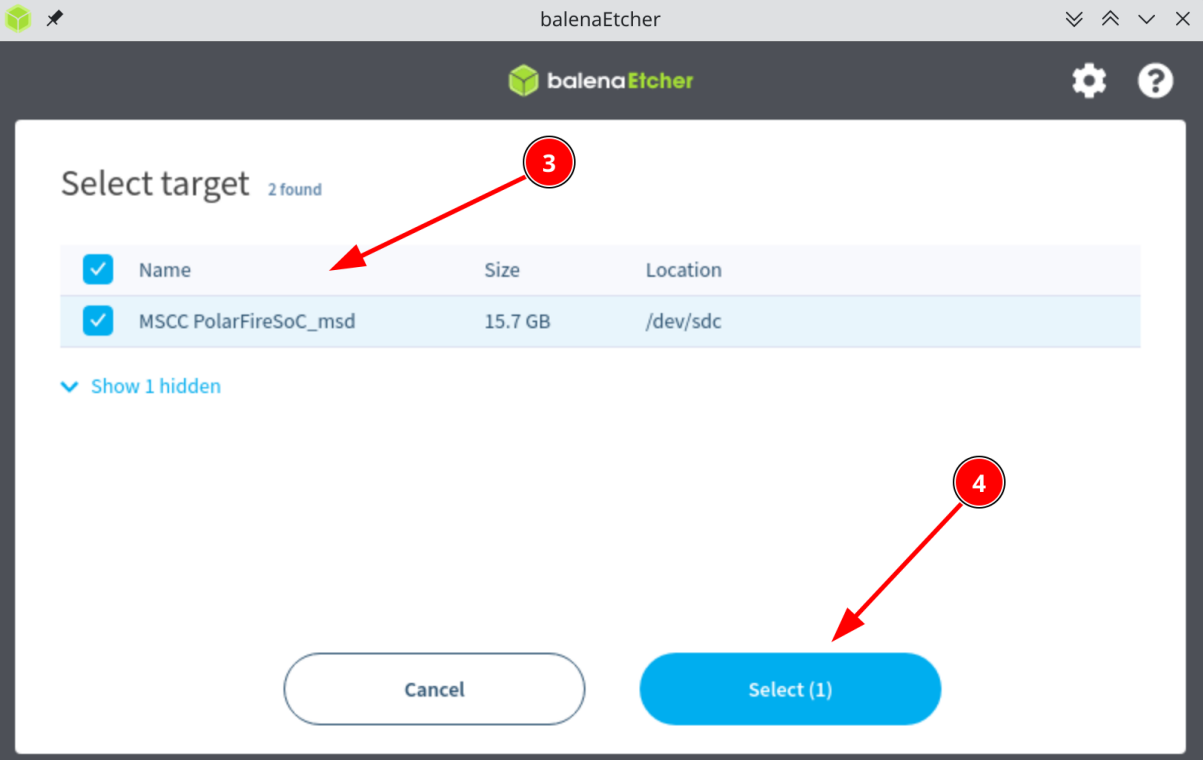 balenaEtcher
balenaEtcher
3
Select target 2 found
Name Size Location
MSCC PolarFireSoC_msd 15.7 GB /dev/sdc
Show 1 hidden
4
Cancel Select (1)